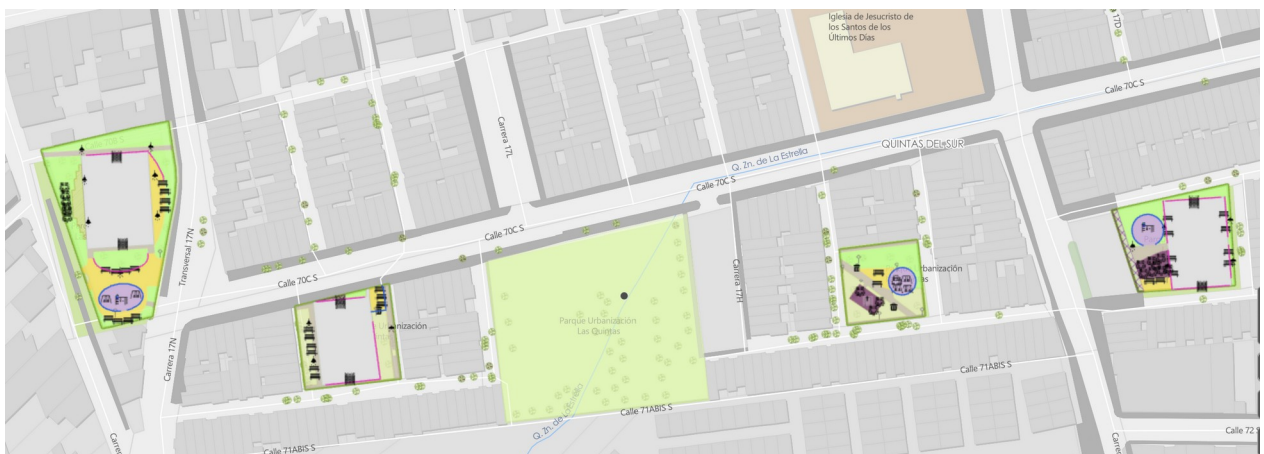 Iglesia de Jesucristo de
los Santos de los
Últimos Días
17D
Calle 70C S
QUINTAS DEL SUR
Carrera 17L
Q. Zn. de La Estrella
Calle 70C S
Transversal 17N
Calle 70C S
Carrera 17H
Calle 70C S
Parque Urbanización
Las Quintas
Carrera 17N
Calle 71ABIS S
Calle 71ABIS S
Q. Zn. de
Calle 71ABIS S
Calle 72 S